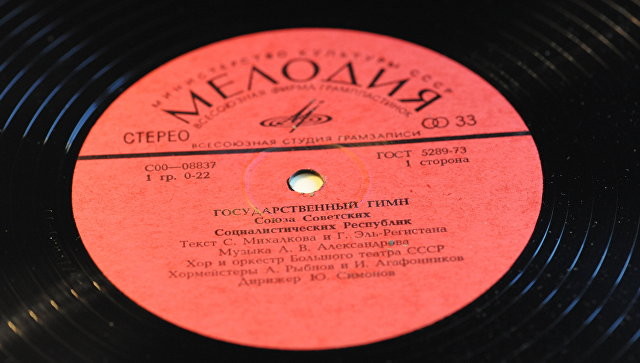 МИНИСТЕРСТВО КУЛЬТУРЫ СССР
МЕЛОДИЯ
ВСЕСОЮЗНАЯ ФИРМА ГРАМПЛАСТИНОК
СТЕРЕО
33
ВСЕСОЮЗНАЯ СТУДИЯ ГРАМЗАПИСИ
С00—08837
ГОСТ 5289-73
1 гр. 0-22
1 сторона
ГОСУДАРСТВЕННЫЙ ГИМН
Союза Советских
Социалистических Республик
Текст С. Михалкова и Г. Эль-Регистана
Музыка А. В. Александрова
Хор и оркестр Большого театра СССР
Хормейстеры А. Рыбнов и И. Агафонников
Дирижер Ю. Симонов